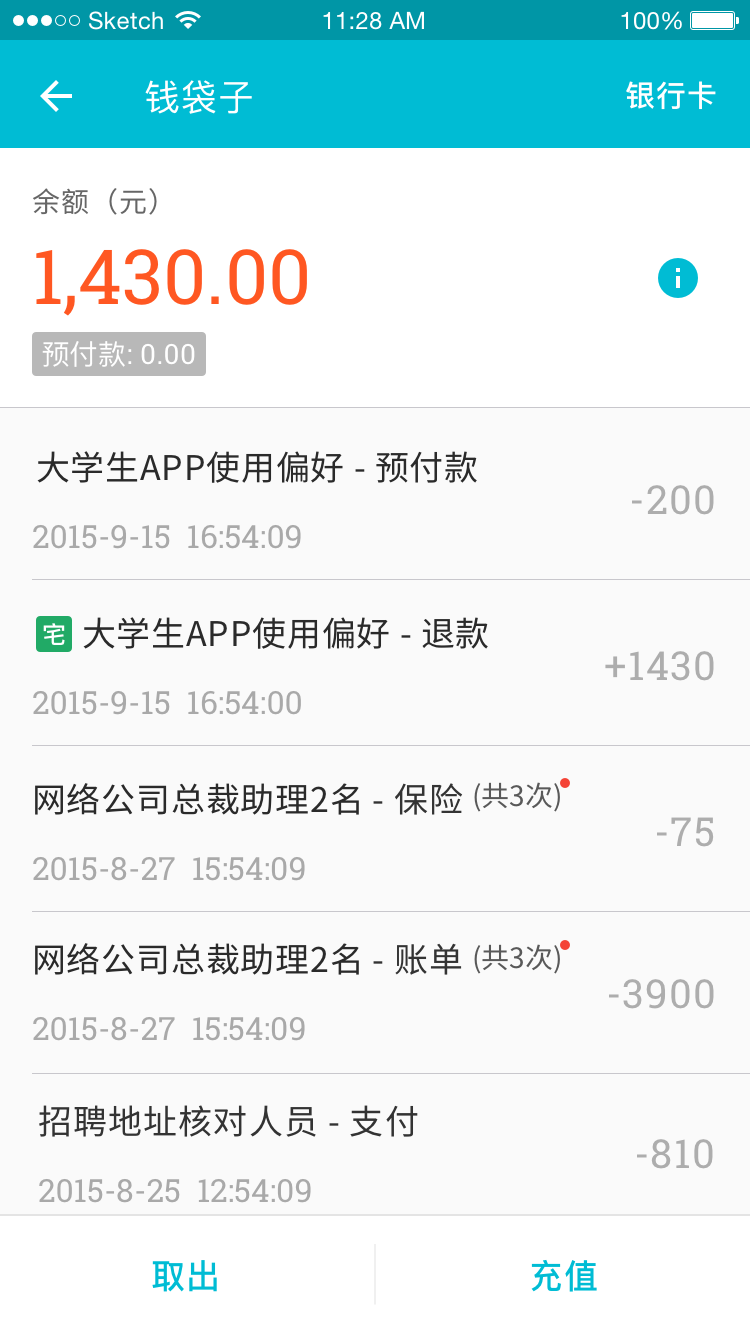 Sketch 11:28 AM 100%
钱袋子 银行卡
余额（元）
1,430.00
预付款: 0.00
大学生APP使用偏好 - 预付款
-200
2015-9-15 16:54:09
宅 大学生APP使用偏好 - 退款
+1430
2015-9-15 16:54:00
网络公司总裁助理2名 - 保险 (共3次)
-75
2015-8-27 15:54:09
网络公司总裁助理2名 - 账单 (共3次)
-3900
2015-8-27 15:54:09
招聘地址核对人员 - 支付
-810
2015-8-25 12:54:09
取出 充值